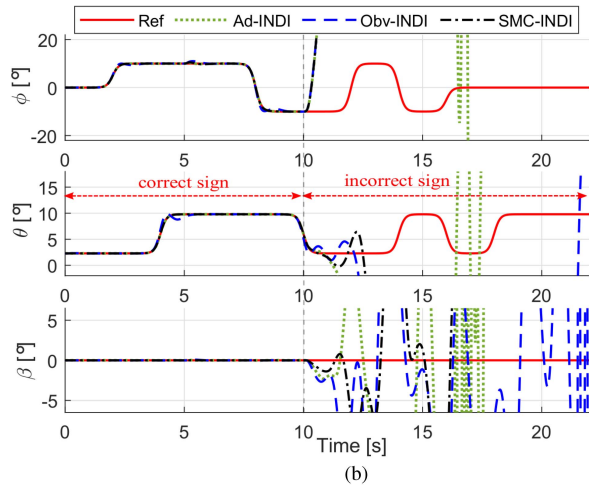 Ref Ad-INDI Obv-INDI SMC-INDI
20
0
-20
ϕ [º]
0 5 10 15 20
correct sign incorrect sign
15
10
5
0
θ [º]
0 5 10 15 20
5
0
-5
β [º]
0 5 10 15 20
Time [s]
(b)